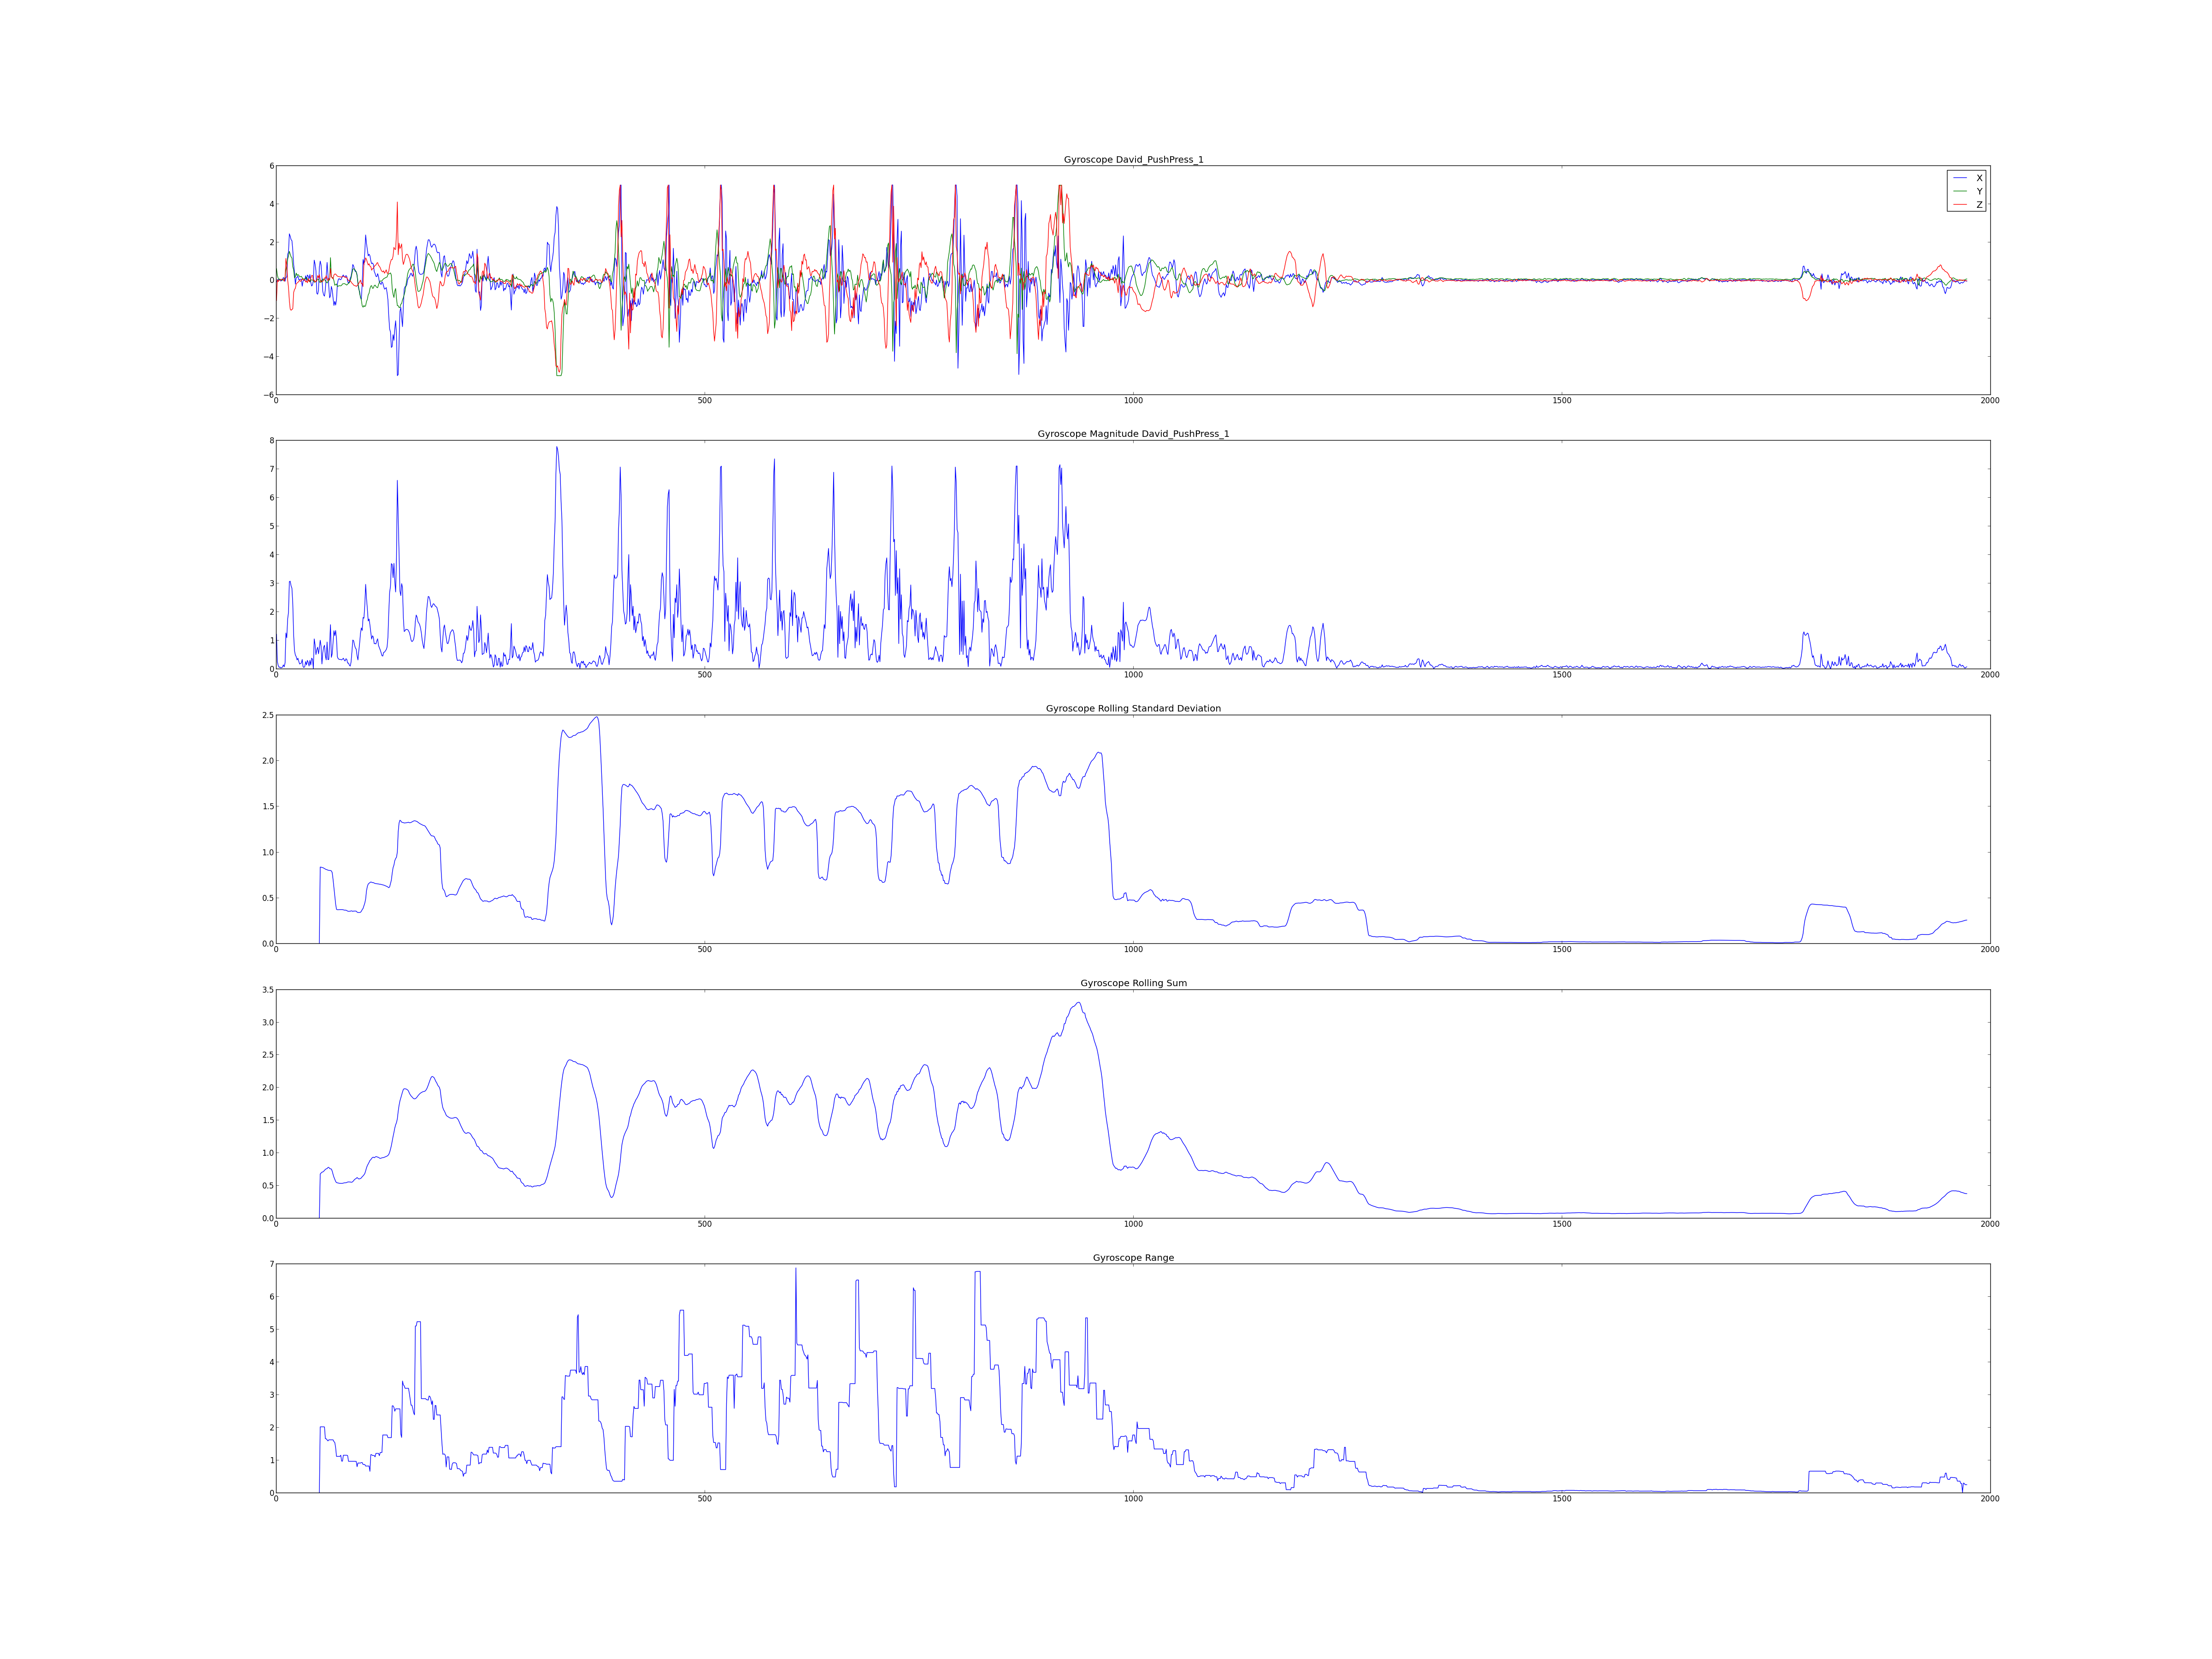 Gyroscope David_PushPress_1
6
4
2
0
−2
−4
−6
X
Y
Z
0 500 1000 1500 2000
Gyroscope Magnitude David_PushPress_1
8
7
6
5
4
3
2
1
0
0 500 1000 1500 2000
Gyroscope Rolling Standard Deviation
2.5
2.0
1.5
1.0
0.5
0.0
0 500 1000 1500 2000
Gyroscope Rolling Sum
3.5
3.0
2.5
2.0
1.5
1.0
0.5
0.0
0 500 1000 1500 2000
Gyroscope Range
7
6
5
4
3
2
1
0
0 500 1000 1500 2000